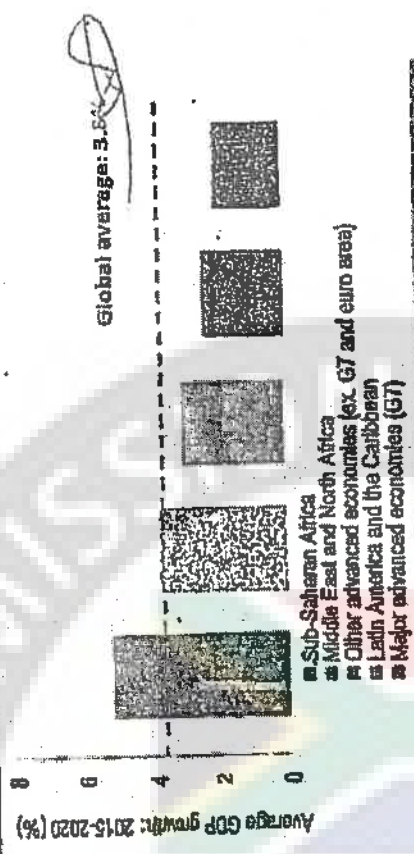 Global average: 3.8%
8
6
4
2
0
Average GDP growth: 2015-2020 (%)
Sub-Saharan Africa
Middle East and North Africa
Other advanced economies (ex. G7 and euro area)
Latin America and the Caribbean
Major advanced economies (G7)